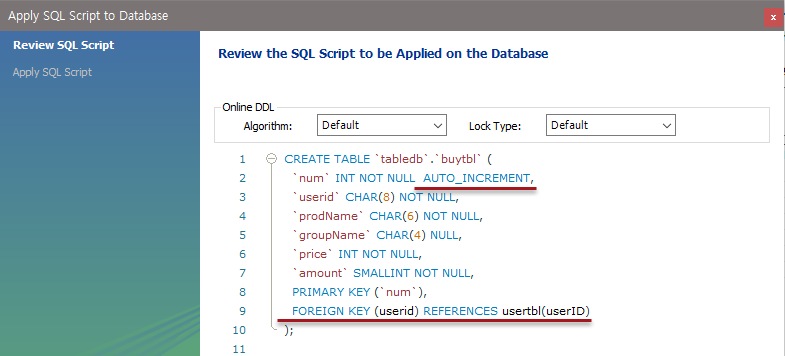 Apply SQL Script to Database
x
Review SQL Script
Apply SQL Script
Review the SQL Script to be Applied on the Database
Online DDL
Algorithm: Default Lock Type: Default
1 CREATE TABLE `tabledb`.`buytbl` (
2 `num` INT NOT NULL AUTO_INCREMENT,
3 `userid` CHAR(8) NOT NULL,
4 `prodName` CHAR(6) NOT NULL,
5 `groupName` CHAR(4) NULL,
6 `price` INT NOT NULL,
7 `amount` SMALLINT NOT NULL,
8 PRIMARY KEY (`num`),
9 FOREIGN KEY (userid) REFERENCES usertbl(userID)
10 );
11